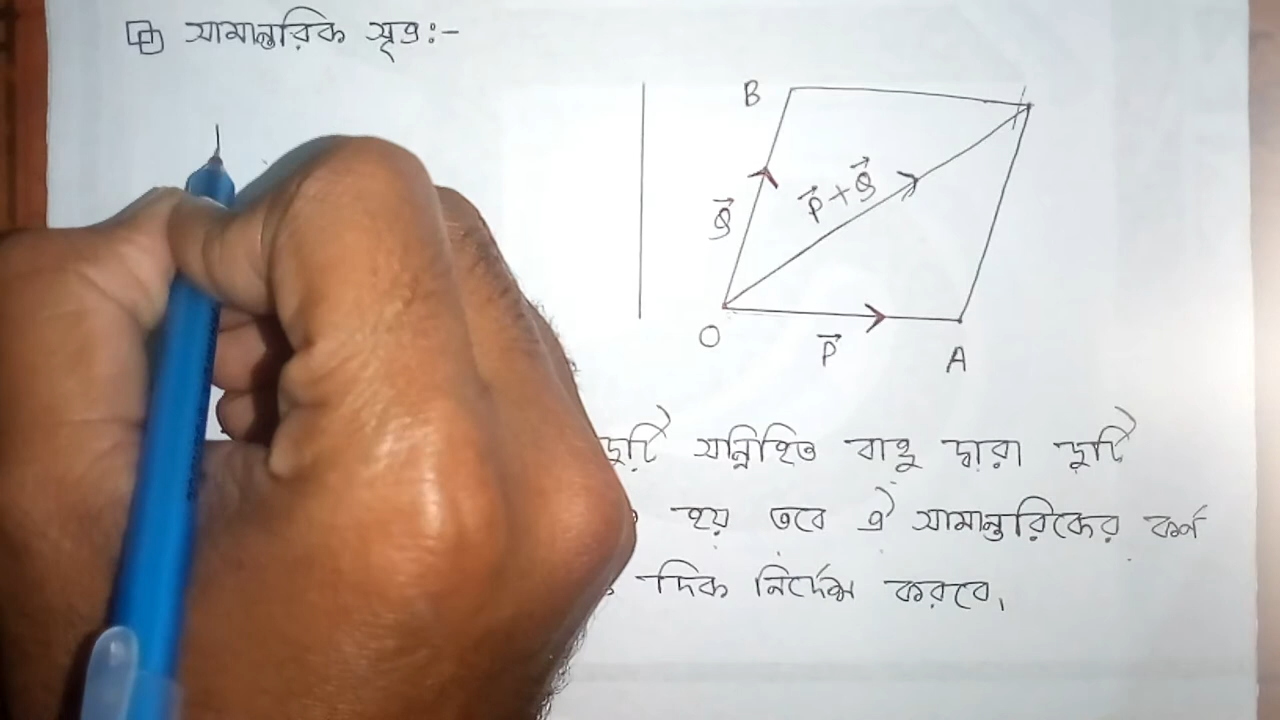 সামান্তরিক সূত্র:-
B
P⃗ + Q⃗
Q⃗
O
P⃗
A
দুটি সন্নিহিত বাহু দ্বারা দুটি
হয় তবে ঐ সামান্তরিকের কর্ণ
দিক নির্দেশ করবে।